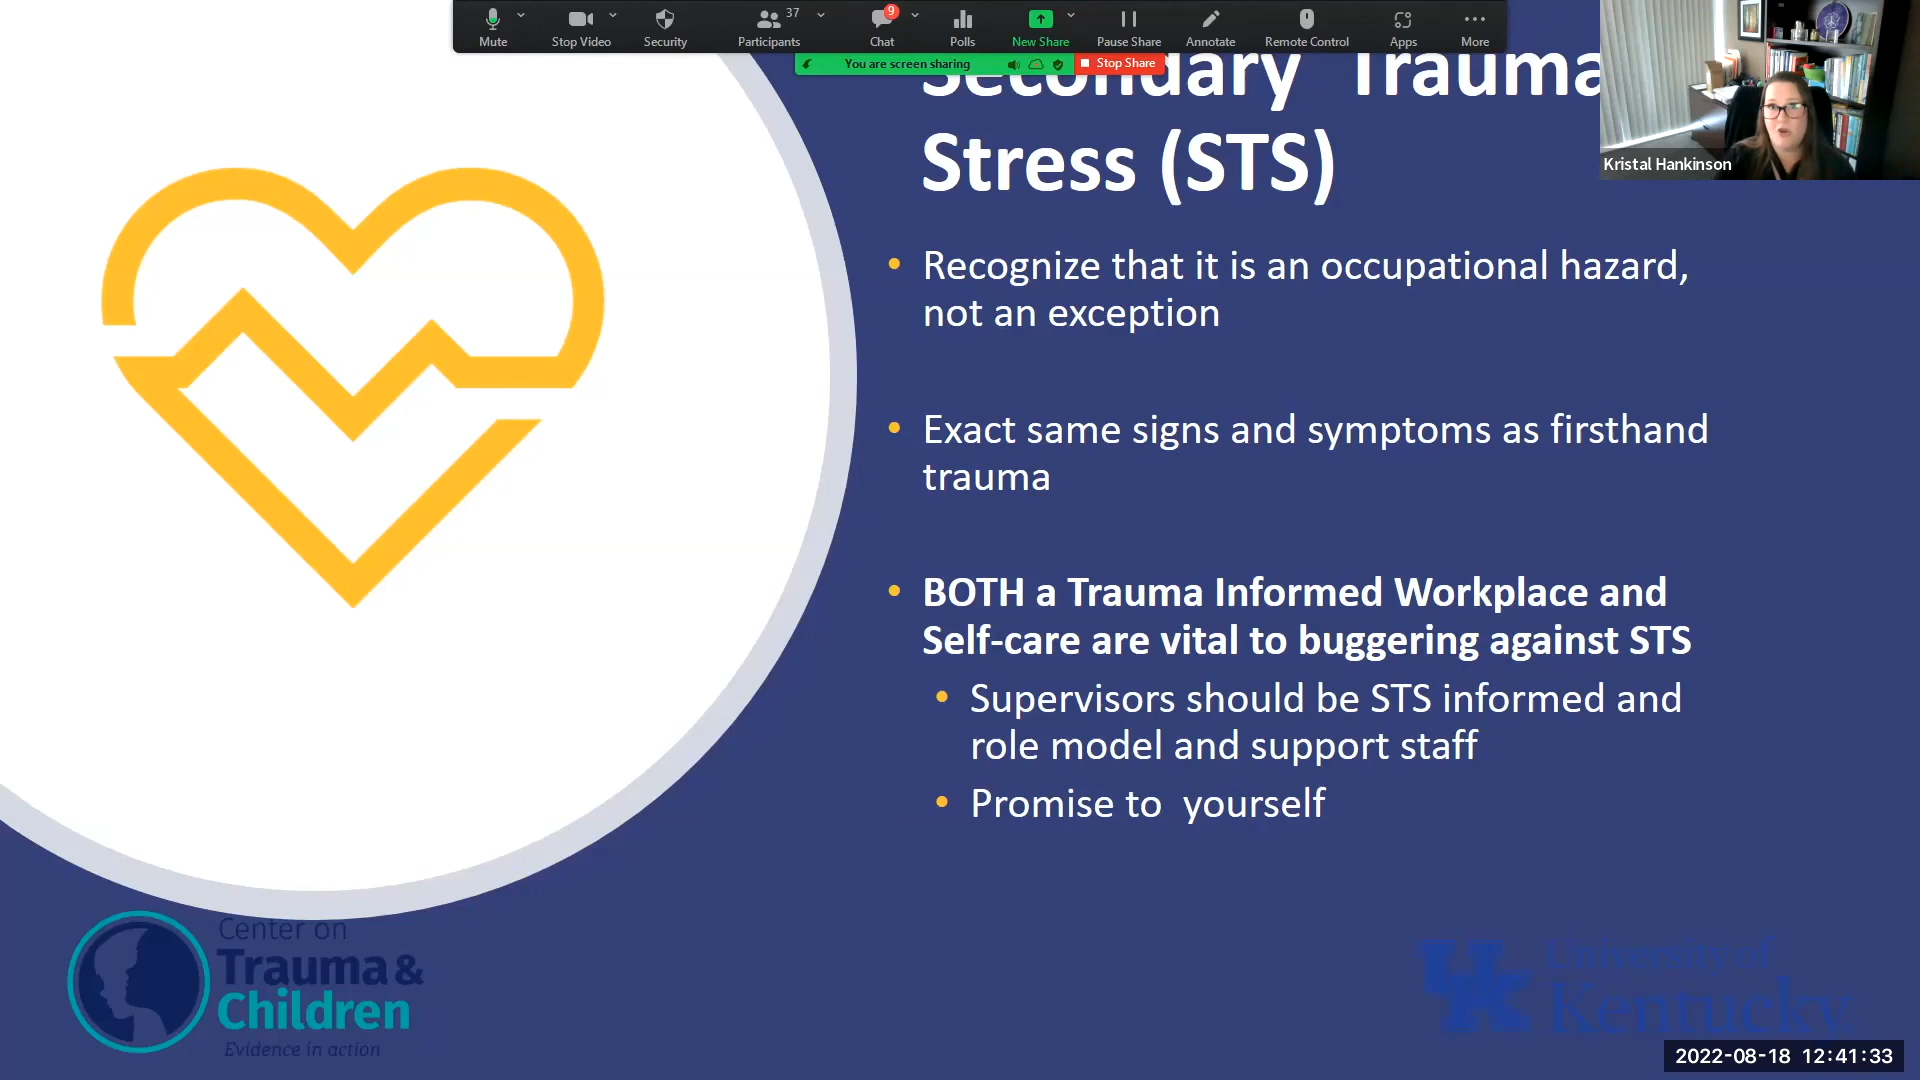 Mute
Stop Video
Security
Participants
37
Chat
9
Polls
New Share
Pause Share
Annotate
Remote Control
Apps
More
You are screen sharing
Stop Share
Kristal Hankinson
Secondary Trauma
Stress (STS)
• Recognize that it is an occupational hazard,
not an exception
• Exact same signs and symptoms as firsthand
trauma
• BOTH a Trauma Informed Workplace and
Self-care are vital to buggering against STS
• Supervisors should be STS informed and
role model and support staff
• Promise to yourself
Center on
Trauma &
Children
Evidence in action
UK
University of
Kentucky
2022-08-18 12:41:33